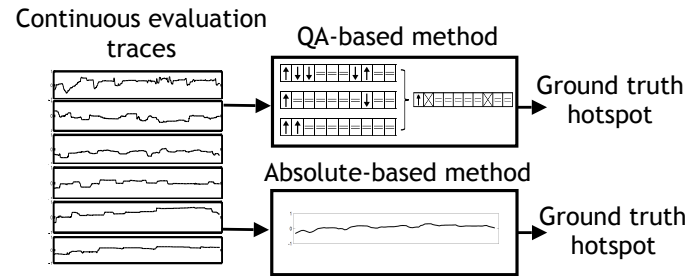 Continuous evaluation
traces
QA-based method
Ground truth
hotspot
Absolute-based method
Ground truth
hotspot